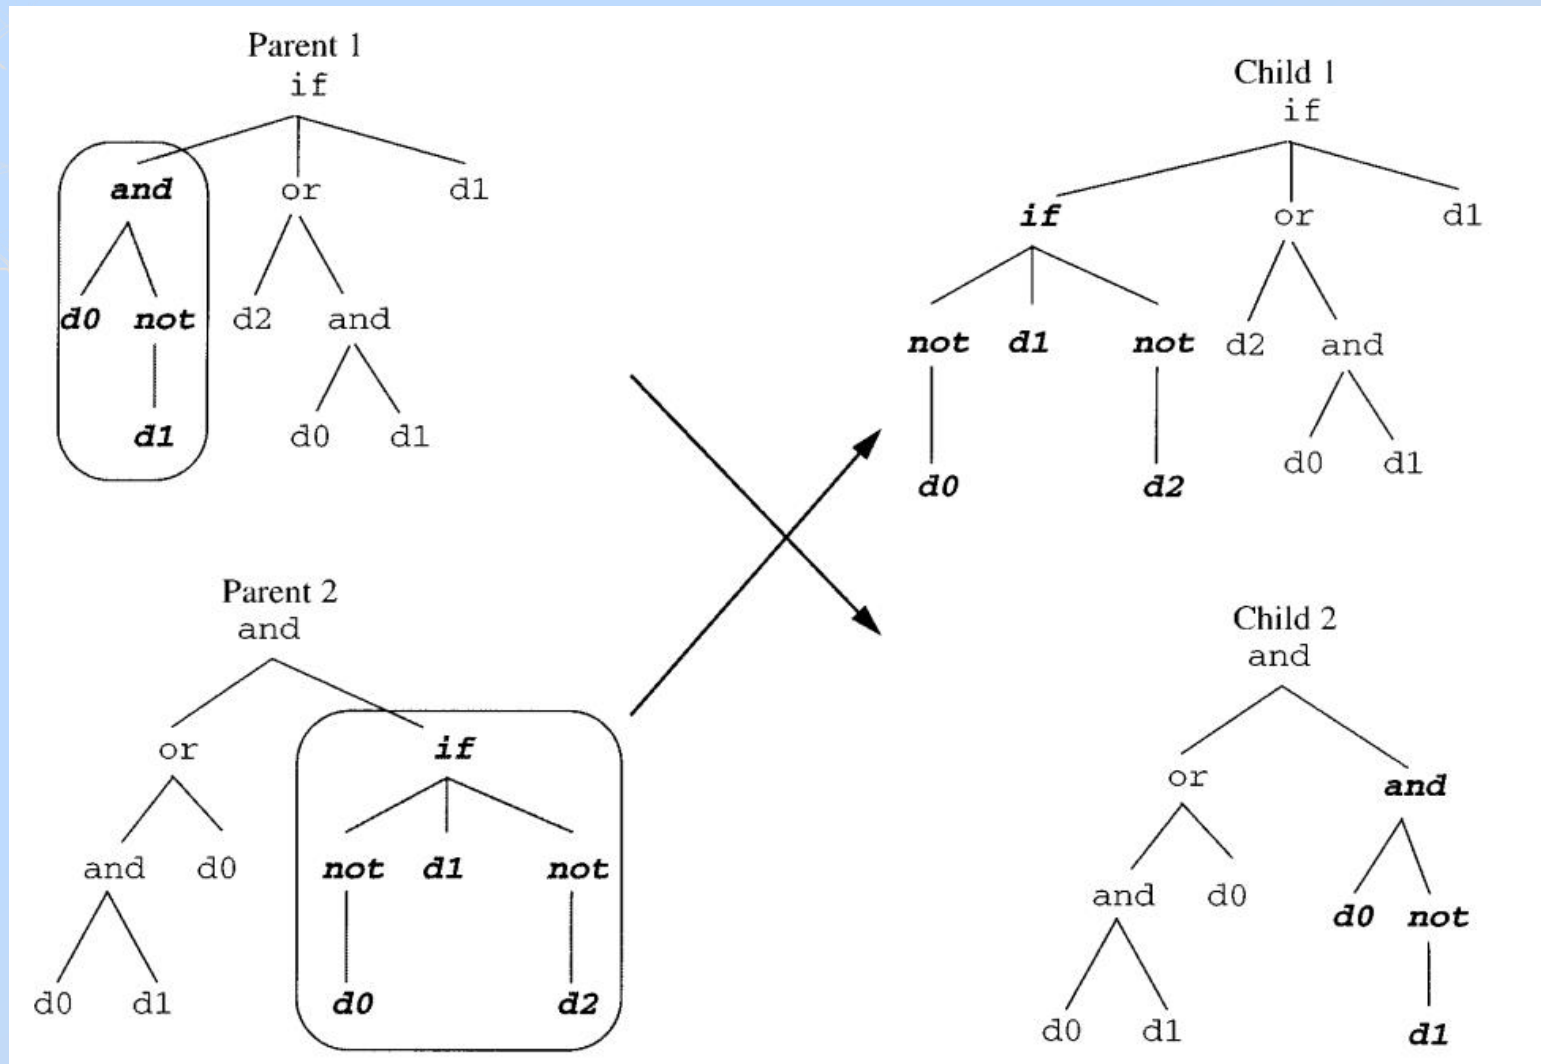 Parent 1
if
and or d1
d0 not d2 and
d1 d0 d1
Child 1
if
if or d1
not d1 not d2 and
d0 d2 d0 d1
Parent 2
and
or if
and d0 not d1 not
d0 d1 d0 d2
Child 2
and
or and
and d0 d0 not
d0 d1 d1